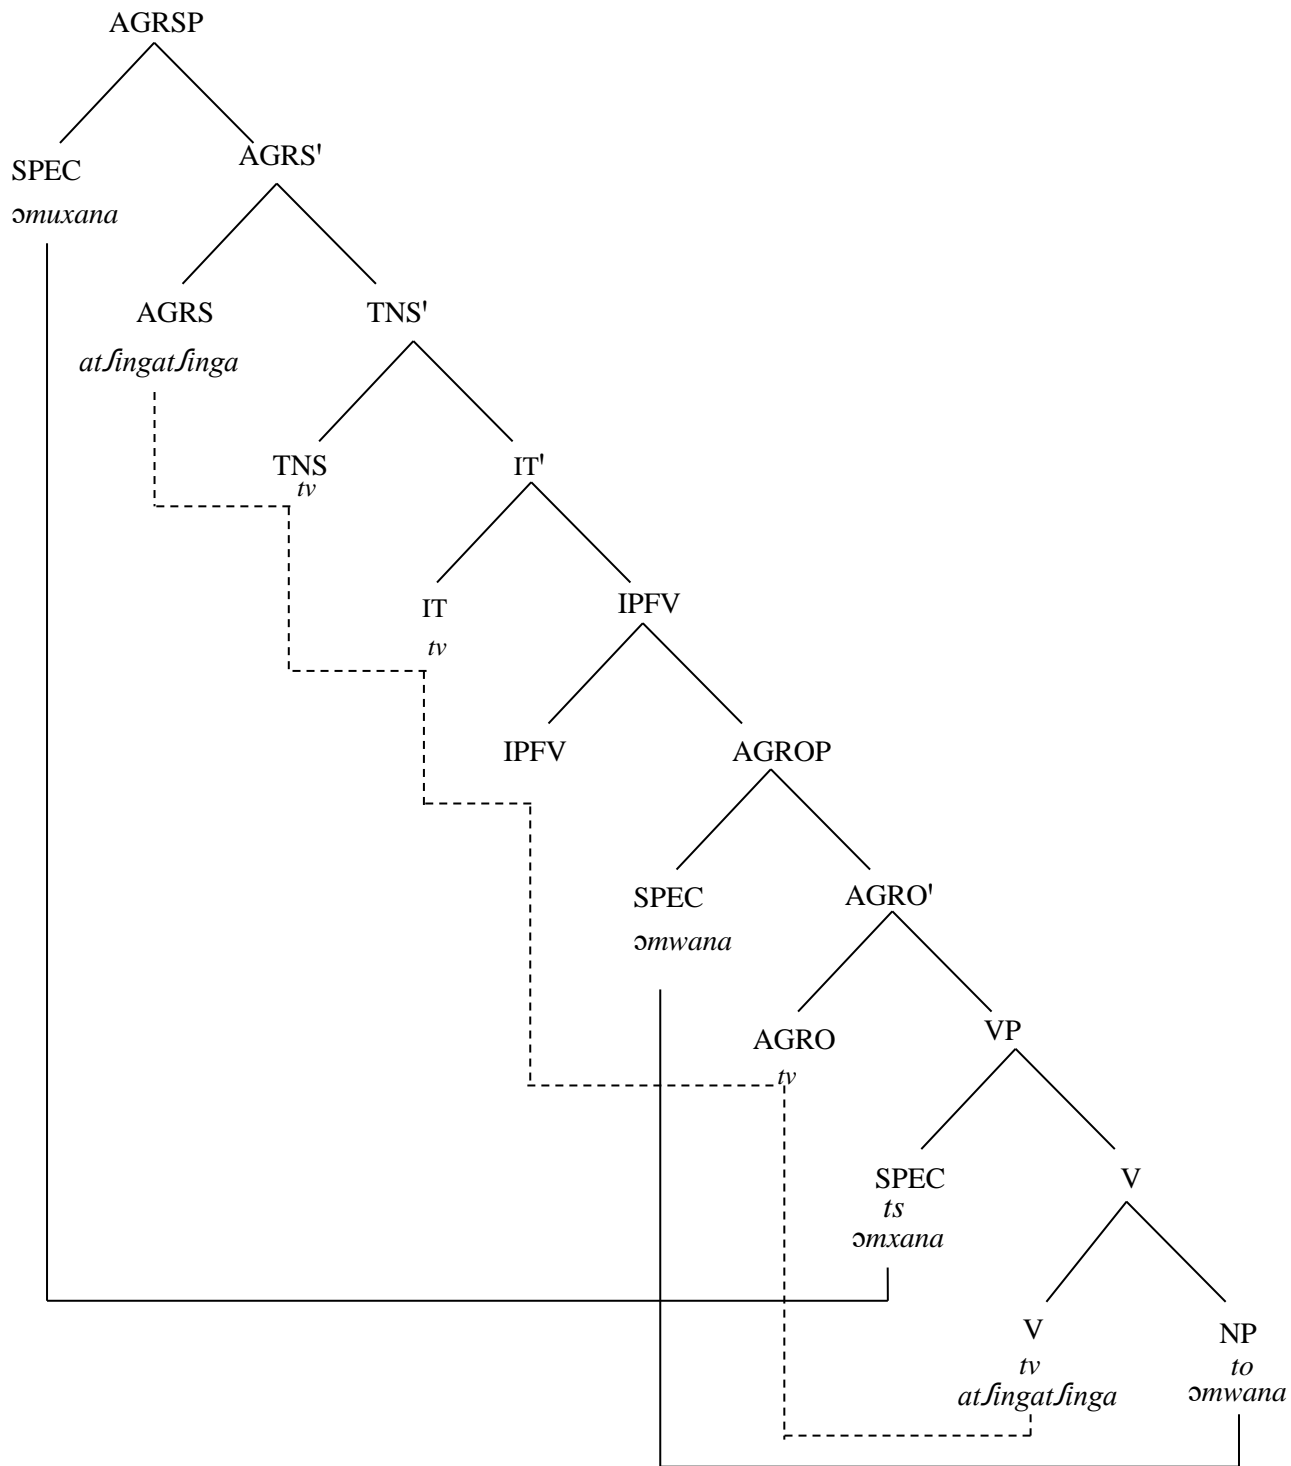 AGRSP
SPEC
AGRS'
ɔmuxana
AGRS
TNS'
atʃingatʃinga
TNS
IT'
tv
IT
IPFV
tv
IPFV
AGROP
SPEC
AGRO'
ɔmwana
AGRO
VP
tv
SPEC
V
ts
ɔmxana
V
NP
tv
to
atʃingatʃinga
ɔmwana